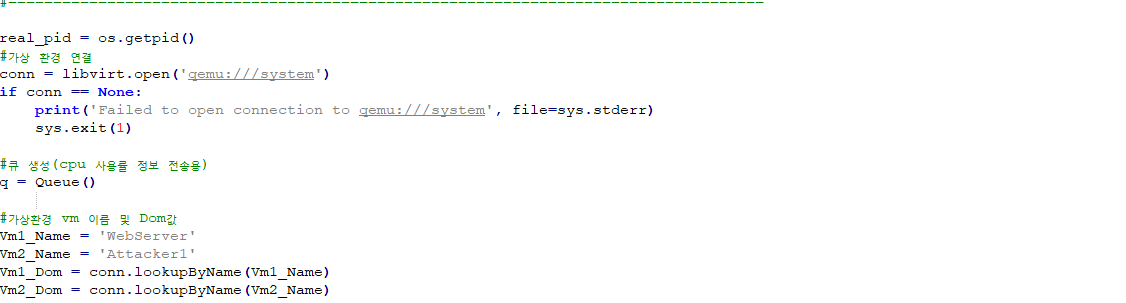 #------------------------------------------------------------------------------------
real_pid = os.getpid()
#가상 환경 연결
conn = libvirt.open('qemu:///system')
if conn == None:
    print('Failed to open connection to qemu:///system', file=sys.stderr)
    sys.exit(1)
#큐 생성(cpu 사용률 정보 전송용)
q = Queue()
#가상환경 vm 이름 및 Dom값
Vm1_Name = 'WebServer'
Vm2_Name = 'Attacker1'
Vm1_Dom = conn.lookupByName(Vm1_Name)
Vm2_Dom = conn.lookupByName(Vm2_Name)